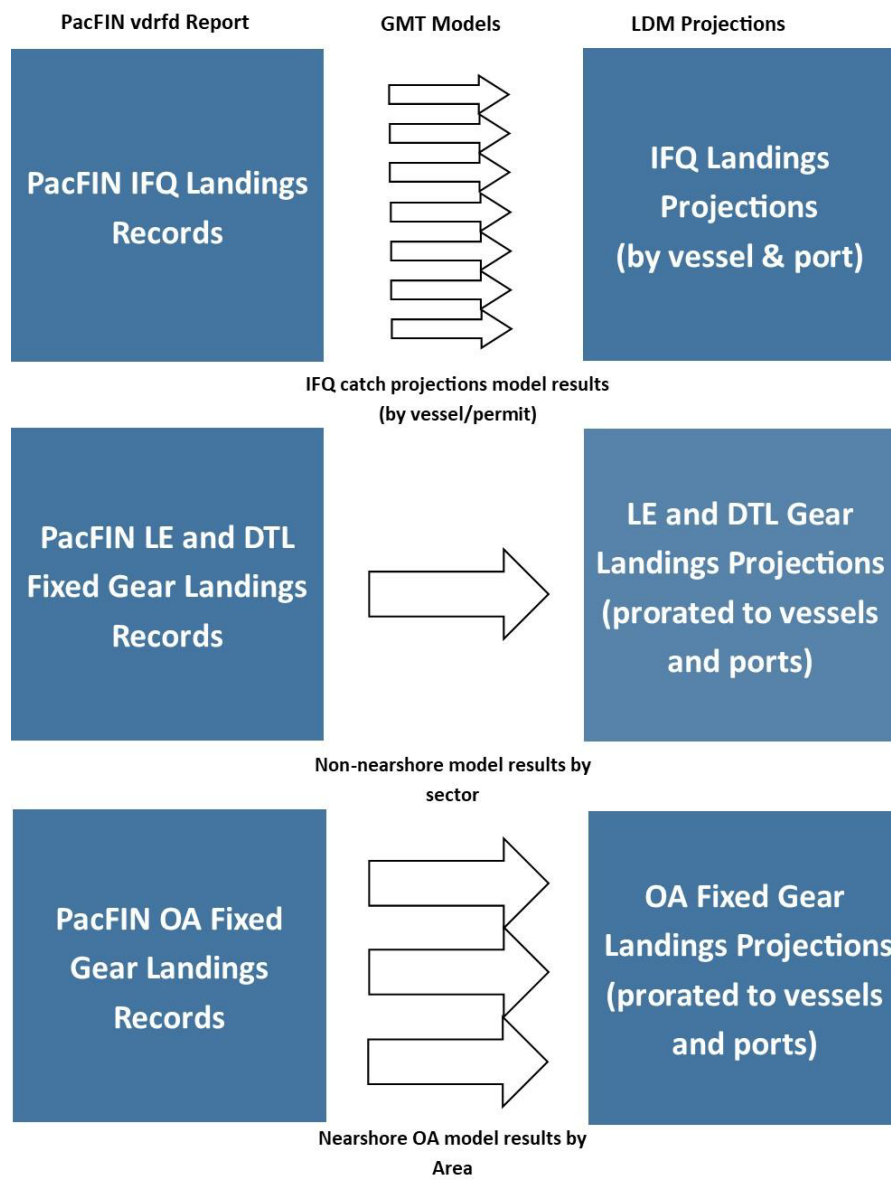 PacFIN vdrfd Report
GMT Models
LDM Projections
PacFIN IFQ Landings
Records
IFQ Landings
Projections
(by vessel & port)
IFQ catch projections model results
(by vessel/permit)
PacFIN LE and DTL
Fixed Gear Landings
Records
LE and DTL Gear
Landings Projections
(prorated to vessels
and ports)
Non-nearshore model results by
sector
PacFIN OA Fixed
Gear Landings
Records
OA Fixed Gear
Landings Projections
(prorated to vessels
and ports)
Nearshore OA model results by
Area